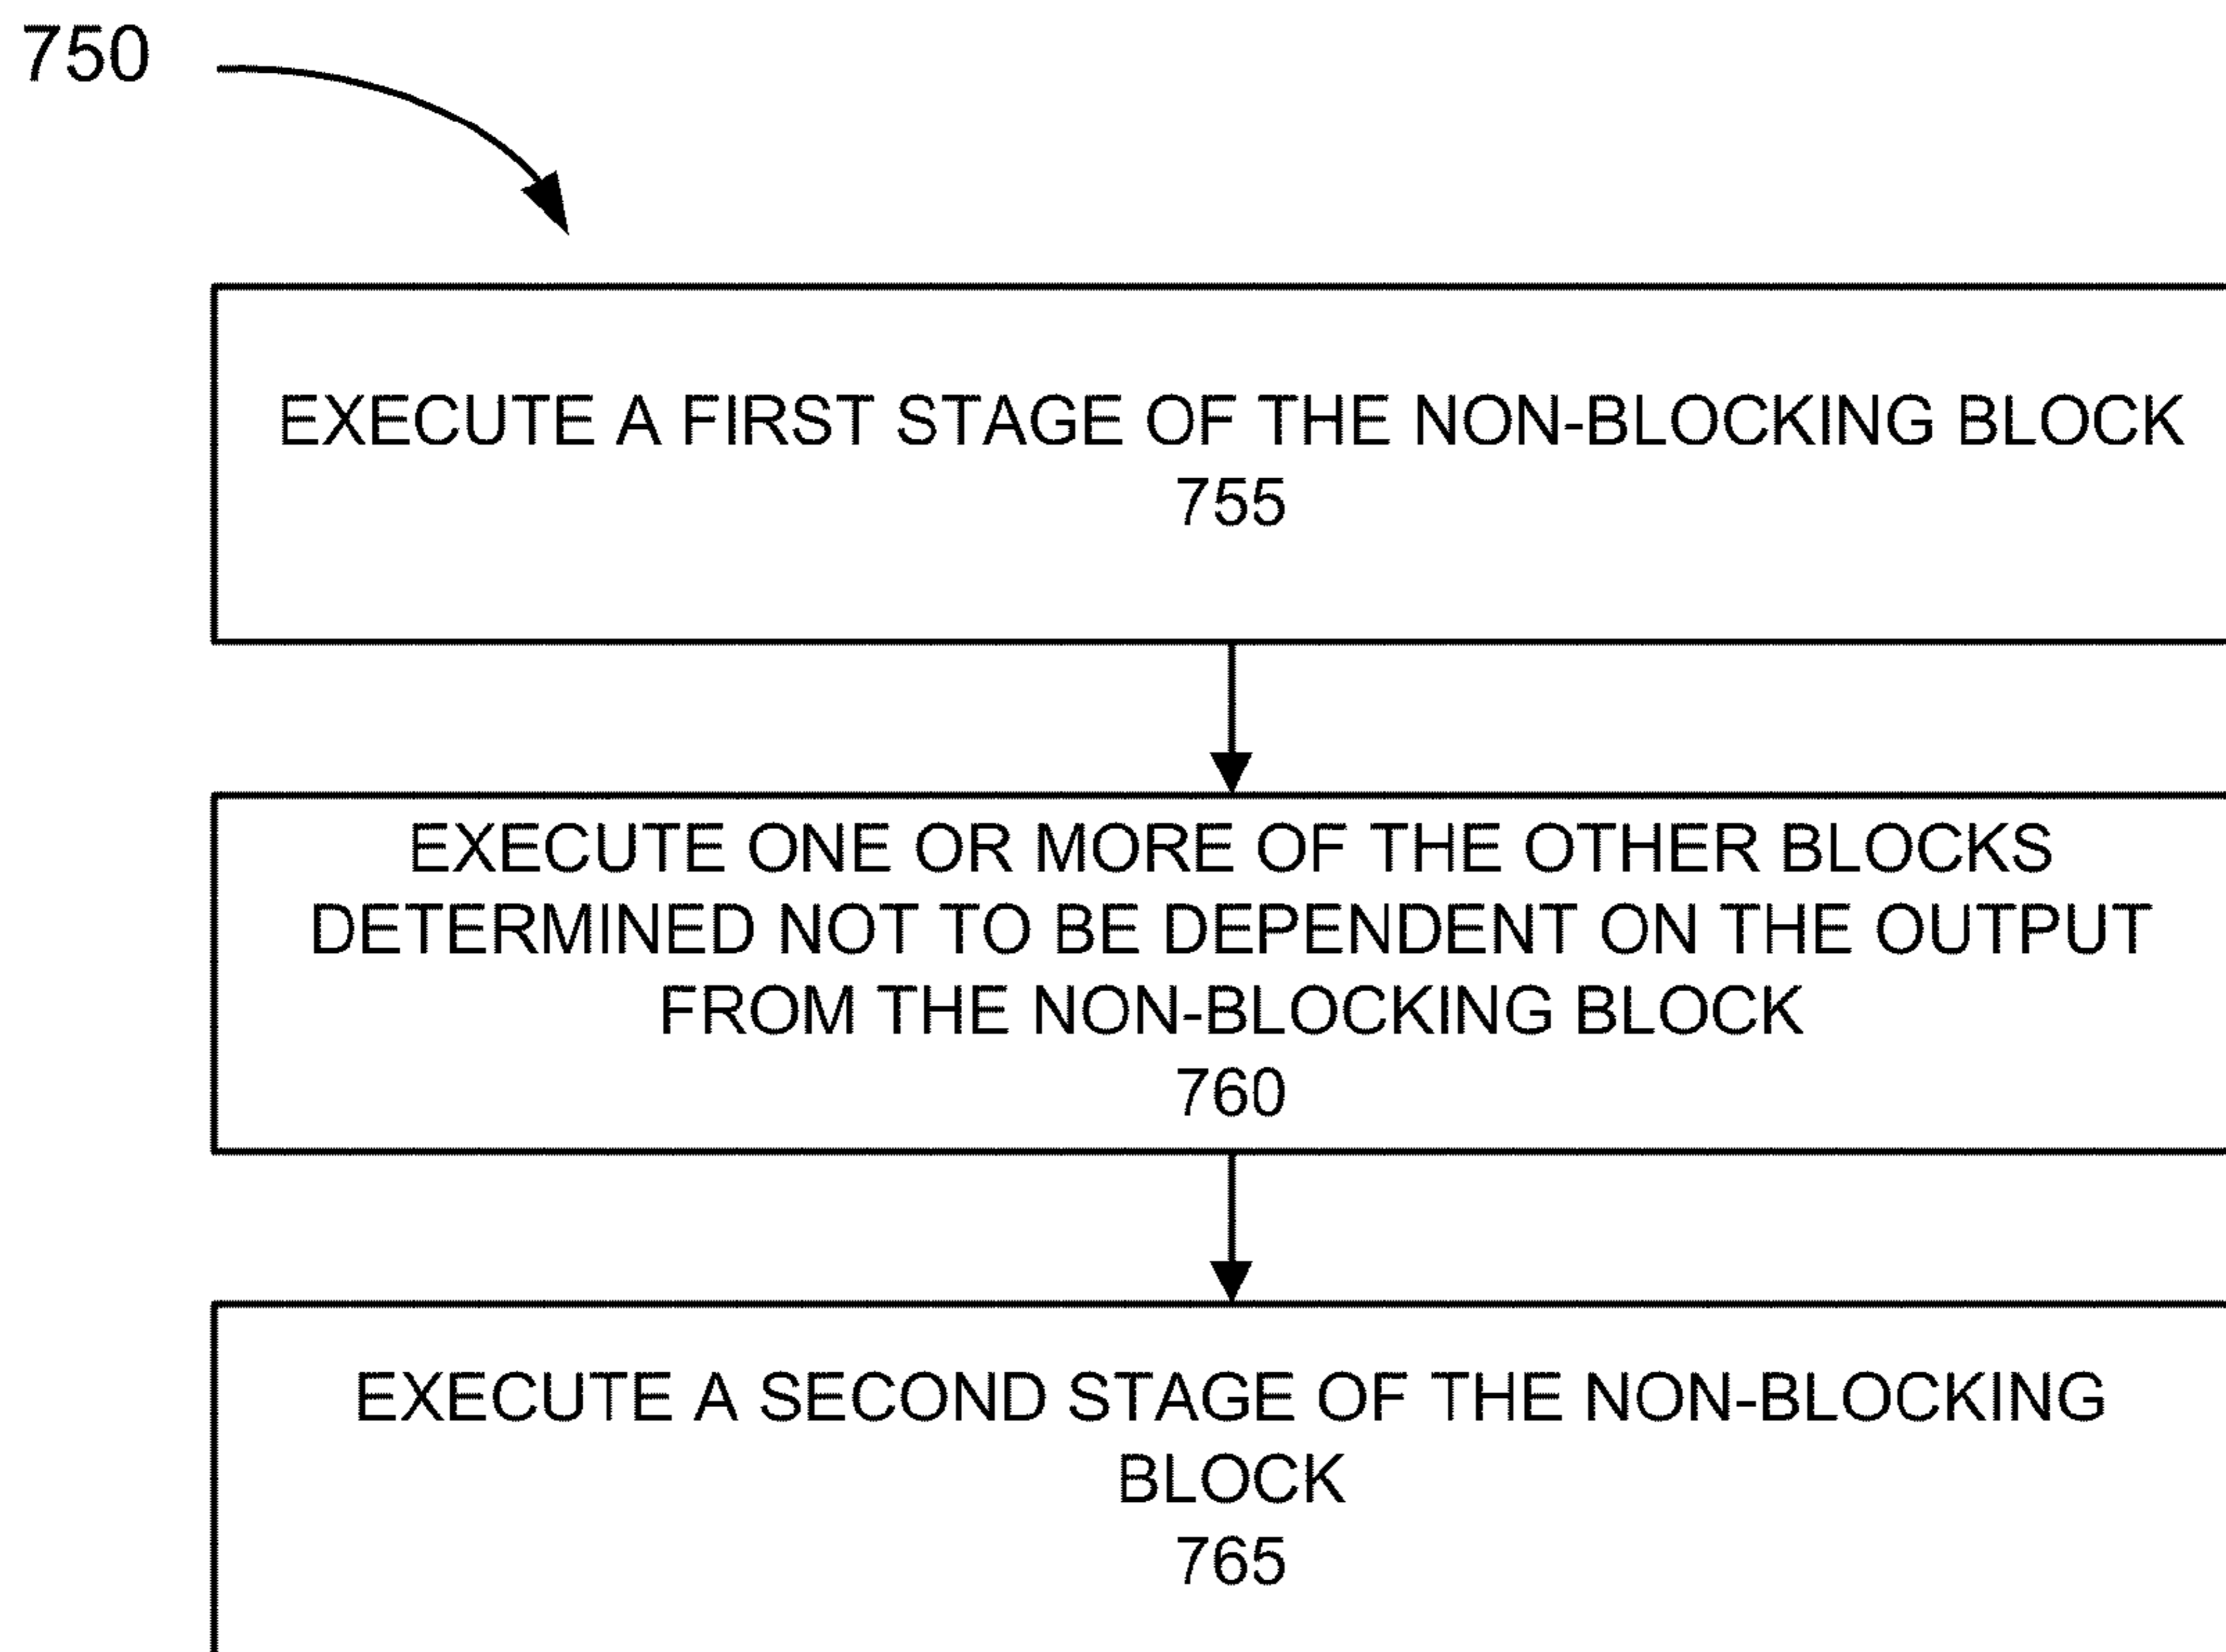 750
EXECUTE A FIRST STAGE OF THE NON-BLOCKING BLOCK
755
EXECUTE ONE OR MORE OF THE OTHER BLOCKS
DETERMINED NOT TO BE DEPENDENT ON THE OUTPUT
FROM THE NON-BLOCKING BLOCK
760
EXECUTE A SECOND STAGE OF THE NON-BLOCKING
BLOCK
765